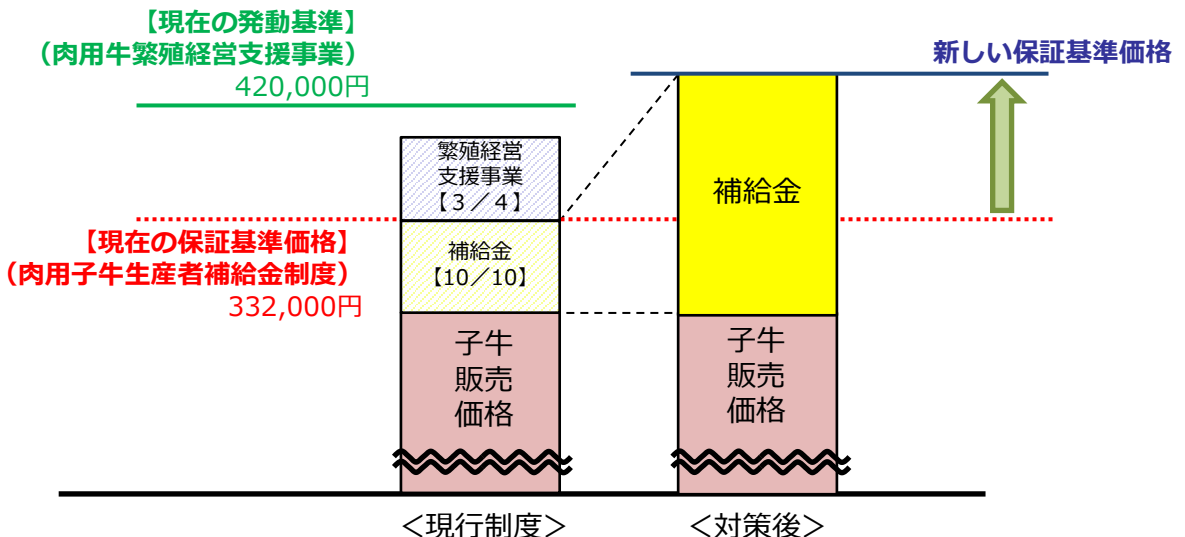 【現在の発動基準】
（肉用牛繁殖経営支援事業）
420,000円
新しい保証基準価格
繁殖経営
支援事業
【３／４】
補給金
【現在の保証基準価格】
（肉用子牛生産者補給金制度）
332,000円
補給金
【10／10】
子牛
販売
価格
子牛
販売
価格
＜現行制度＞
＜対策後＞